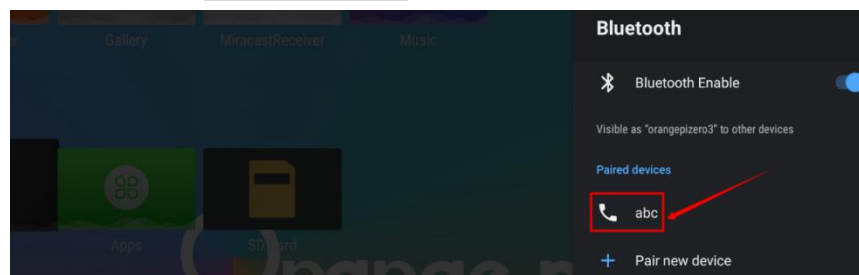 Gallery
MiracastReceiver
Music
Apps
Bluetooth
Bluetooth Enable
Visible as "orangepizero3" to other devices
Paired devices
abc
Pair new device